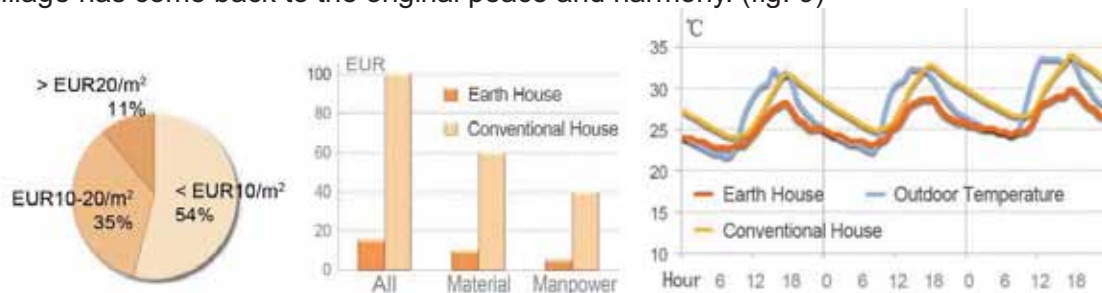 village has come back to the original peace and harmony. (fig. 9)
> EUR20/m²
11%
EUR10-20/m²
35%
< EUR10/m²
54%
EUR
100
80
60
40
20
0
Earth House
Conventional House
All Material Manpower
℃
35
30
25
20
15
10
Earth House
Outdoor Temperature
Conventional House
Hour 6 12 18 0 6 12 18 0 6 12 18